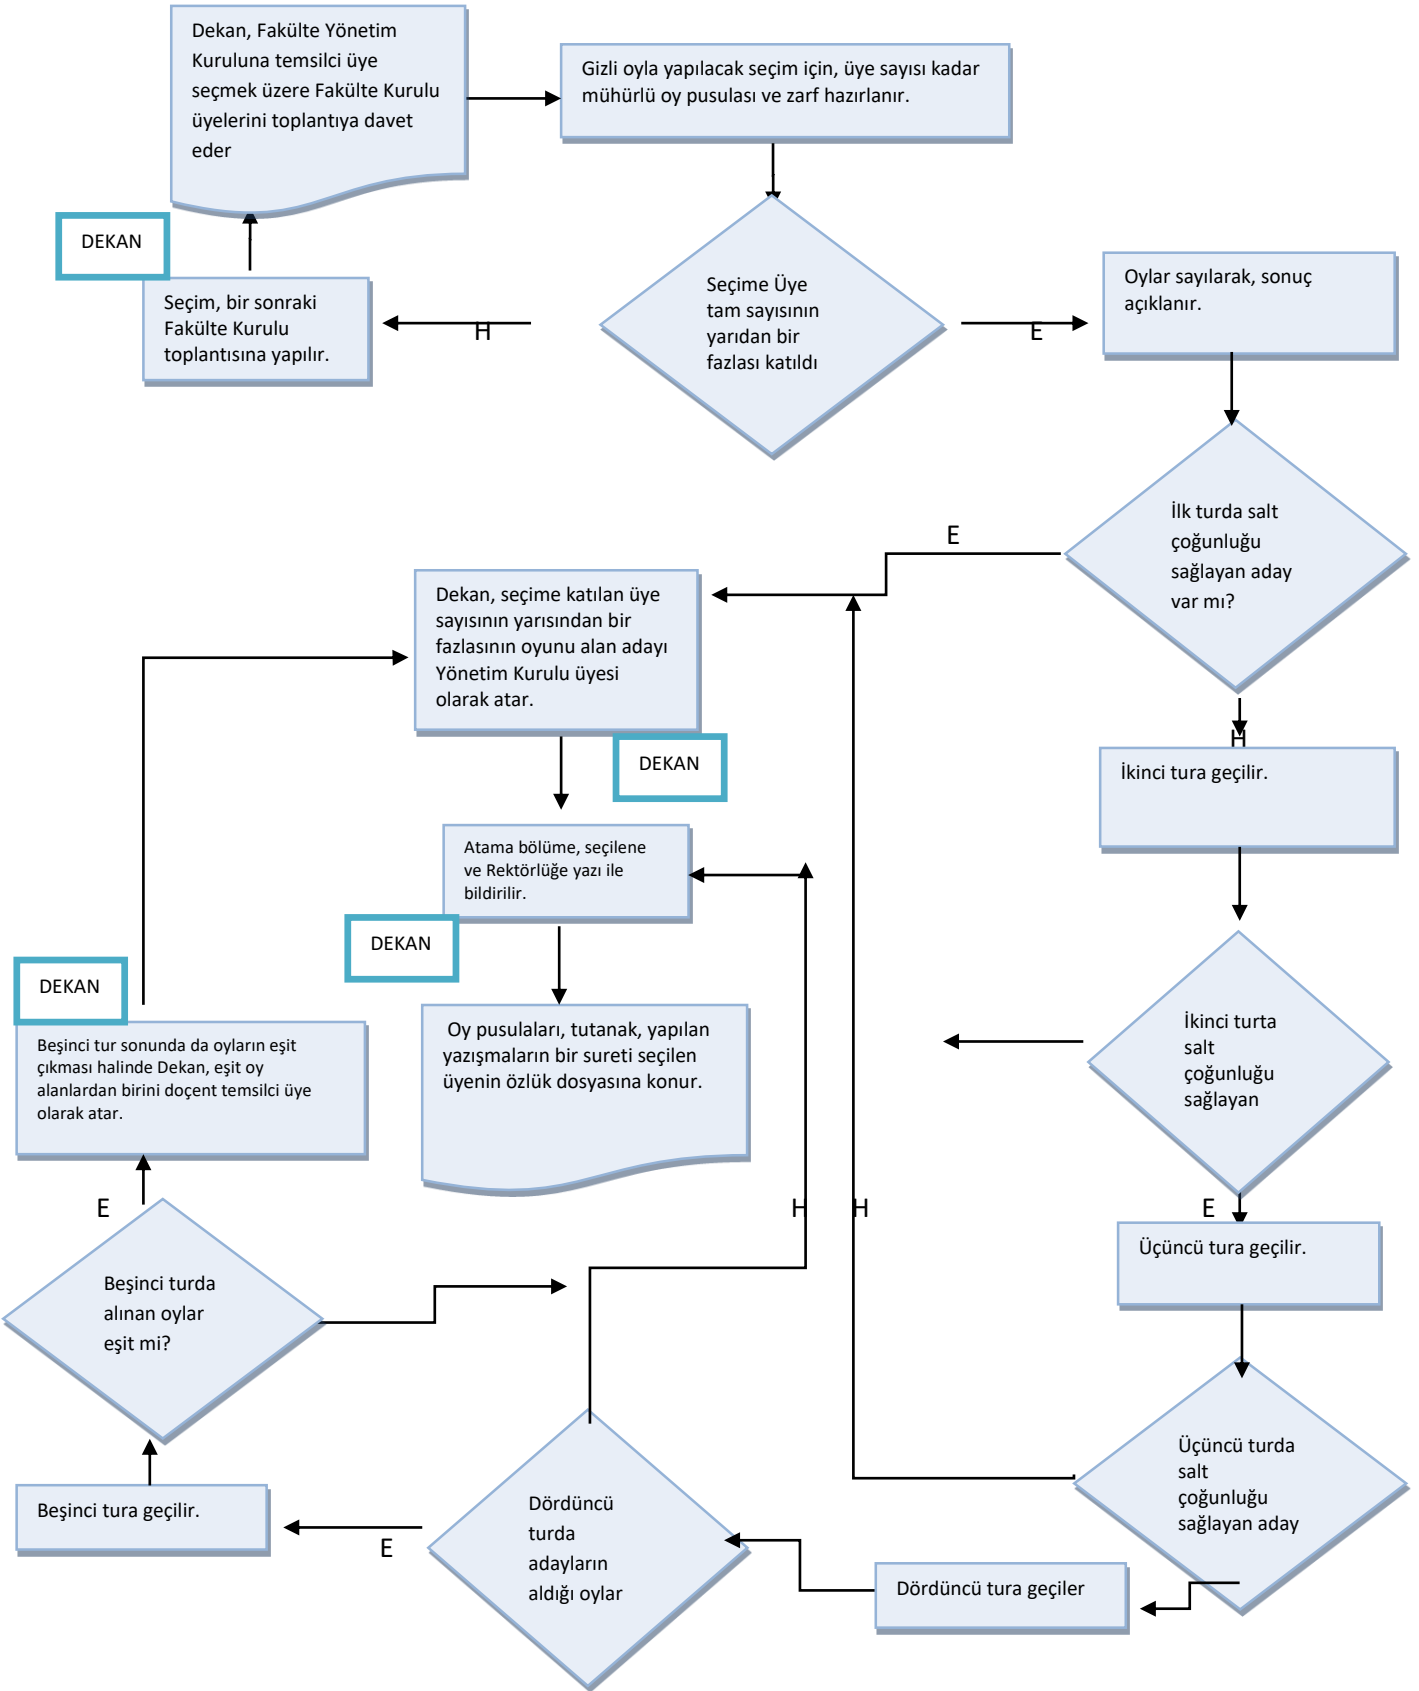 Dekan, Fakülte Yönetim
Kuruluna temsilci üye
seçmek üzere Fakülte Kurulu
üyelerini toplantıya davet
eder
Gizli oyla yapılacak seçim için, üye sayısı kadar
mühürlü oy pusulası ve zarf hazırlanır.
DEKAN
Seçim, bir sonraki
Fakülte Kurulu
toplantısına yapılır.
H
Seçime Üye
tam sayısının
yarıdan bir
fazlası katıldı
E
Oylar sayılarak, sonuç
açıklanır.
İlk turda salt
çoğunluğu
sağlayan aday
var mı?
E
Dekan, seçime katılan üye
sayısının yarısından bir
fazlasının oyunu alan adayı
Yönetim Kurulu üyesi
olarak atar.
DEKAN
H
İkinci tura geçilir.
Atama bölüme, seçilene
ve Rektörlüğe yazı ile
bildirilir.
DEKAN
DEKAN
Oy pusulaları, tutanak, yapılan
yazışmaların bir sureti seçilen
üyenin özlük dosyasına konur.
İkinci turta
salt
çoğunluğu
sağlayan
Beşinci tur sonunda da oyların eşit
çıkması halinde Dekan, eşit oy
alanlardan birini doçent temsilci üye
olarak atar.
E
H
H
E
Üçüncü tura geçilir.
Beşinci turda
alınan oylar
eşit mi?
Üçüncü turda
salt
çoğunluğu
sağlayan aday
Beşinci tura geçilir.
E
Dördüncü
turda
adayların
aldığı oylar
Dördüncü tura geçiler